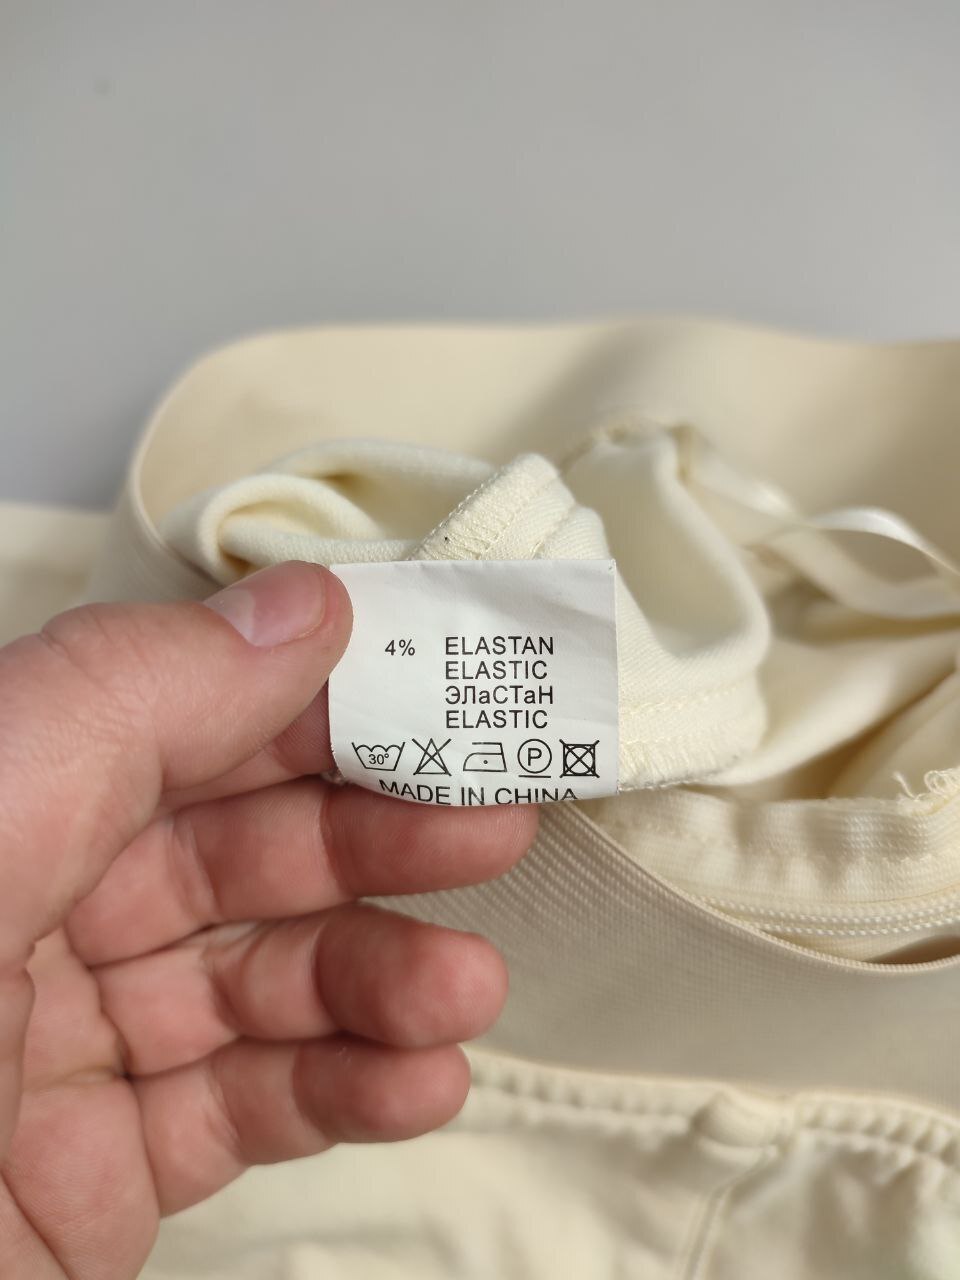 4% ELASTAN
ELASTIC
ЭЛаСТаН
ELASTIC
30° P
MADE IN CHINA